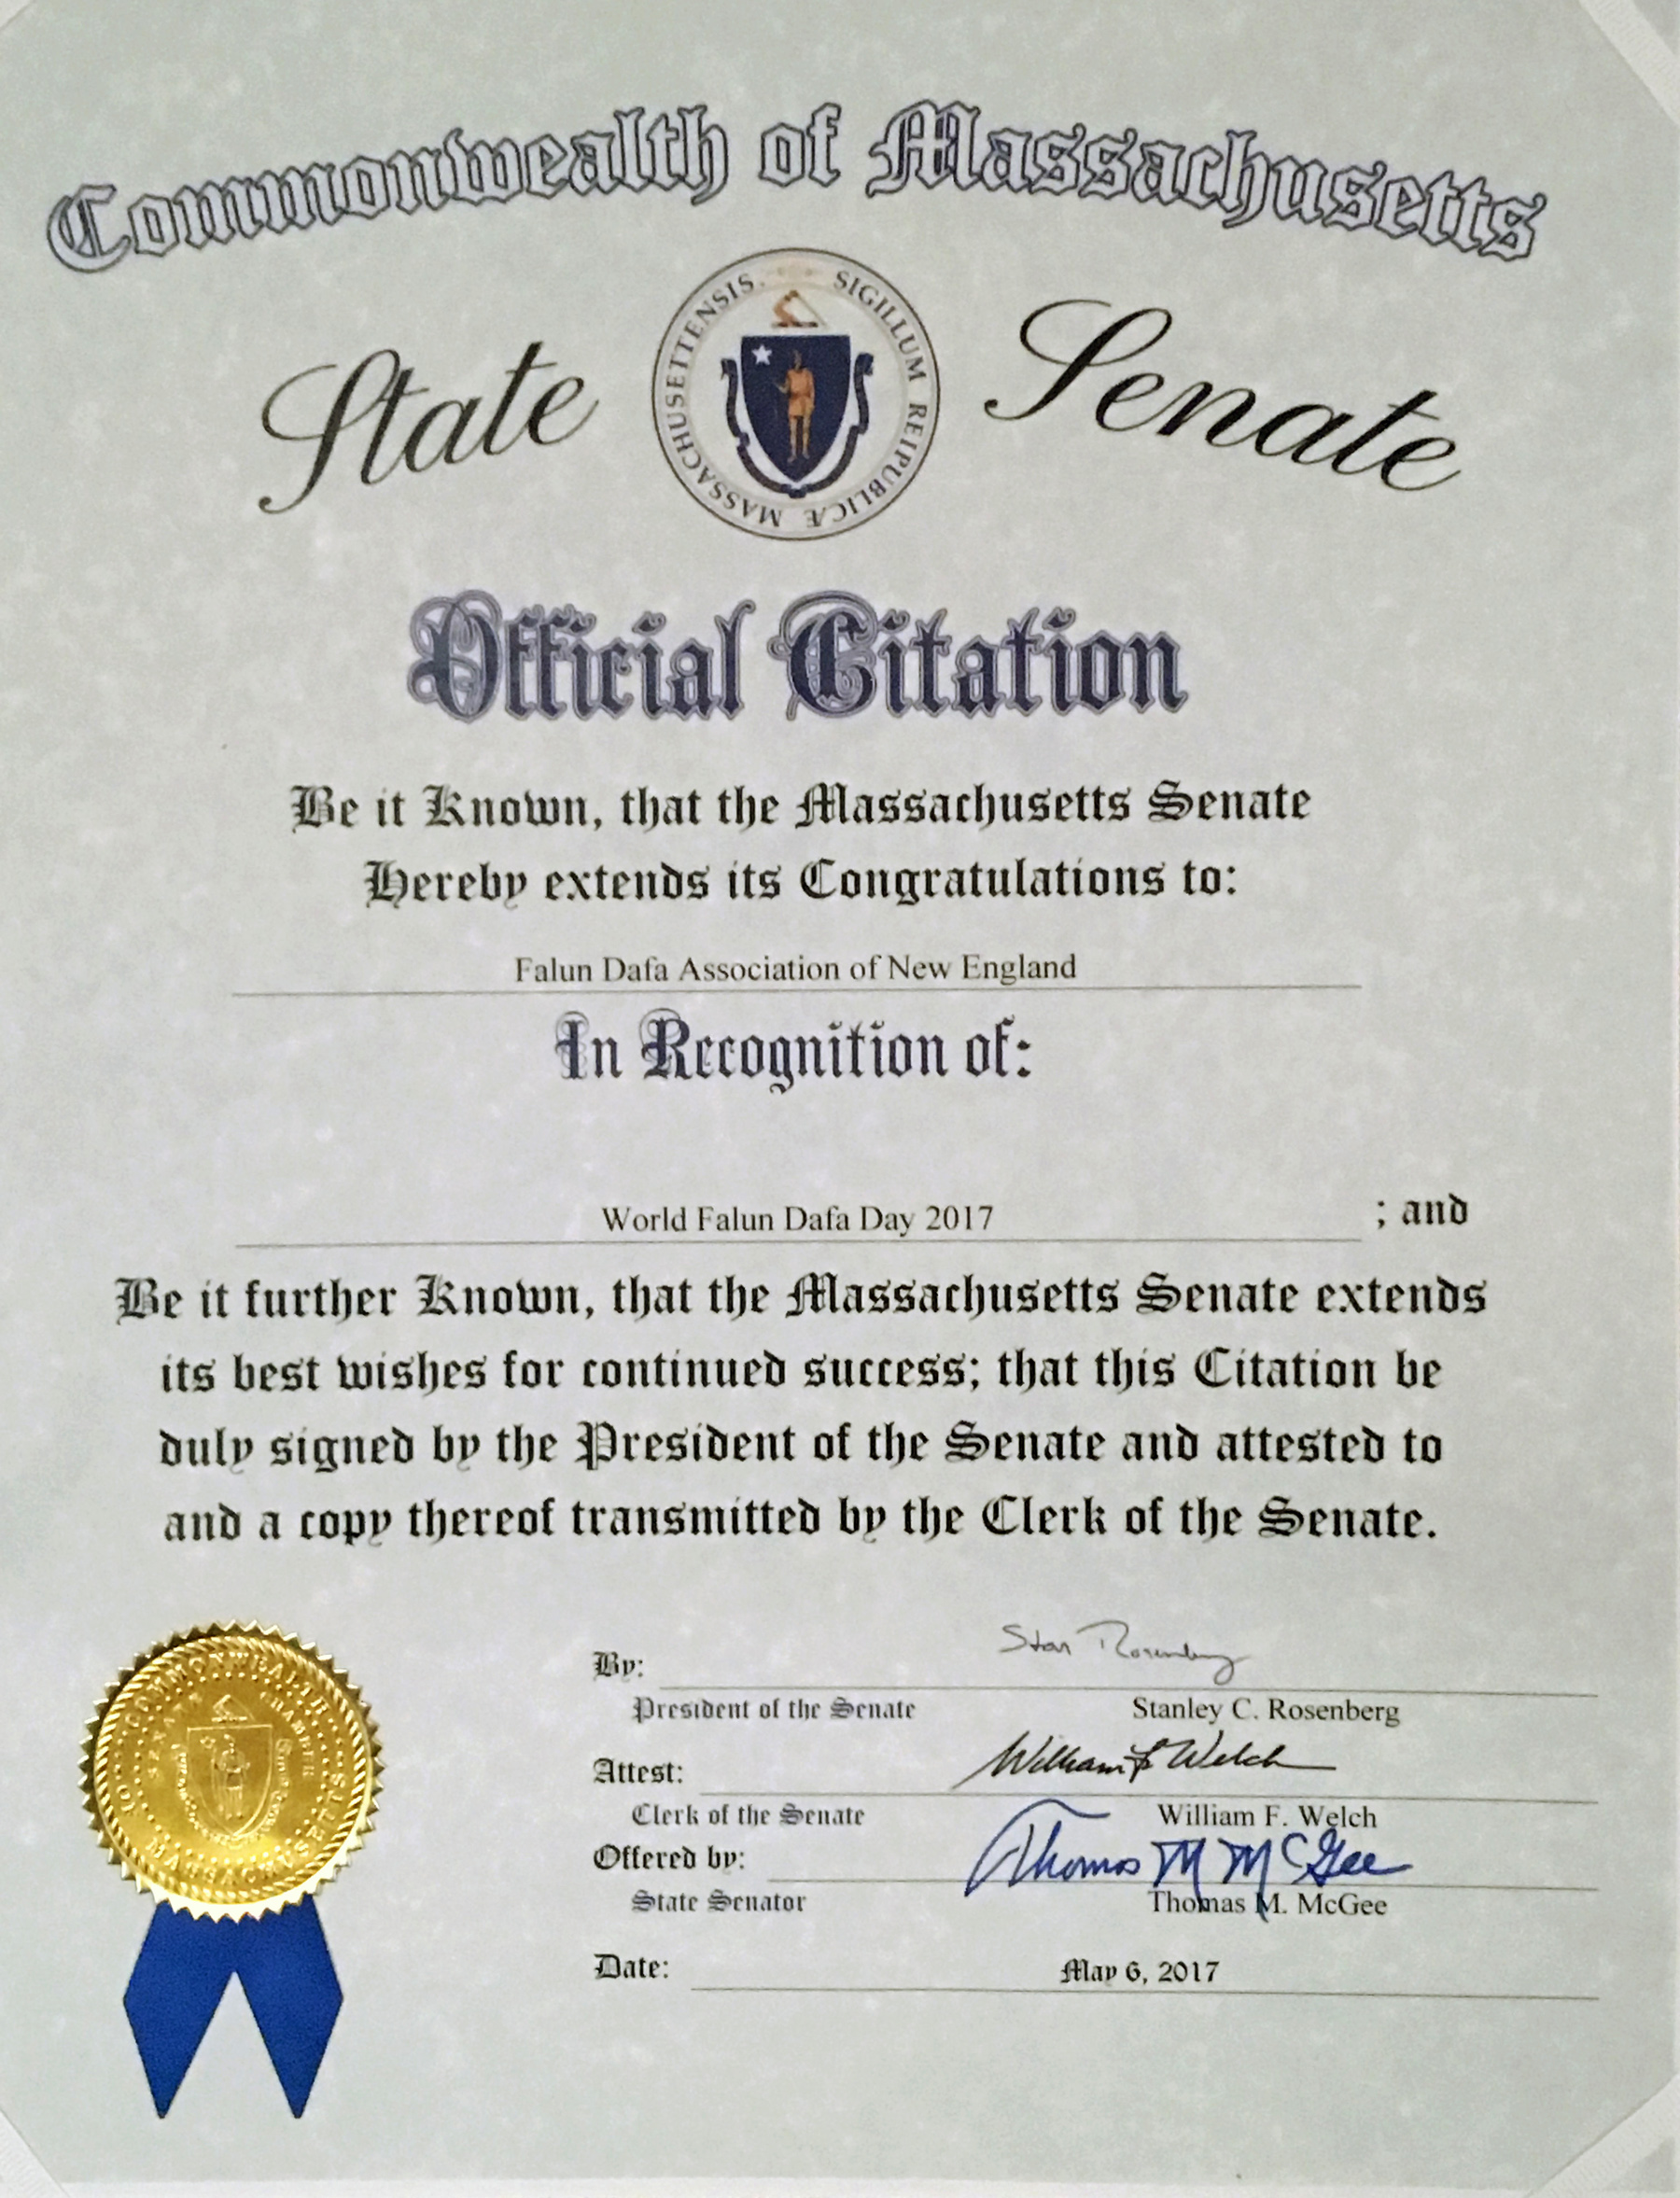 Commonwealth of Massachusetts
State Senate
SIGILLUM REIPUBLICÆ MASSACHUSETTENSIS.
Official Citation
Be it Known, that the Massachusetts Senate
Hereby extends its Congratulations to:
Falun Dafa Association of New England
In Recognition of:
World Falun Dafa Day 2017 ; and
Be it further Known, that the Massachusetts Senate extends
its best wishes for continued success; that this Citation be
duly signed by the President of the Senate and attested to
and a copy thereof transmitted by the Clerk of the Senate.
By: Stan Rosenberg
President of the Senate Stanley C. Rosenberg
Attest: William F. Welch
Clerk of the Senate William F. Welch
Offered by: Thomas M McGee
State Senator Thomas M. McGee
Date: May 6, 2017
COMMONWEALTH OF MASSACHUSETTS
SENATE CHAMBER